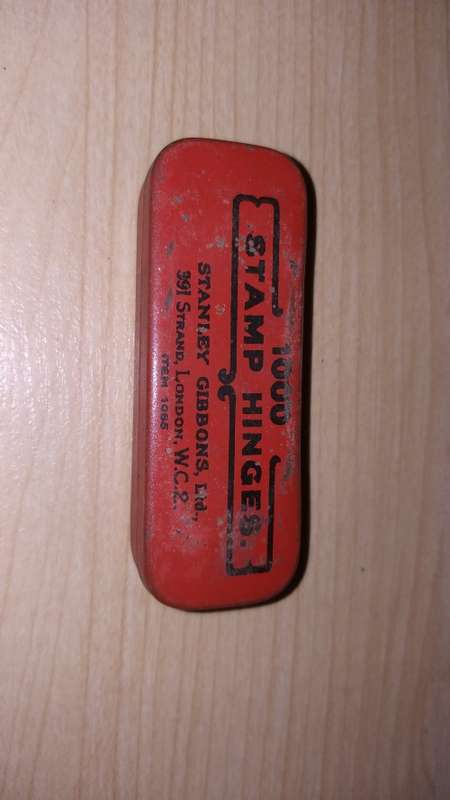 1000
STAMP HINGES.
STANLEY GIBBONS, Ltd.,
391 STRAND, LONDON, W.C.2.
ITEM 1065